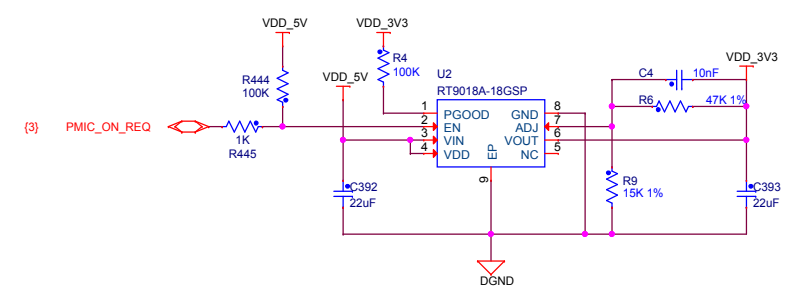 VDD_5V
VDD_3V3
R4
100K
U2
RT9018A-18GSP
C4
10nF
VDD_3V3
R444
100K
VDD_5V
R6
47K 1%
1
2
3
4
PGOOD
EN
VIN
VDD
EP
9
GND
ADJ
VOUT
NC
8
7
6
5
{3}
PMIC_ON_REQ
1K
R445
R9
15K 1%
C392
22uF
C393
22uF
DGND